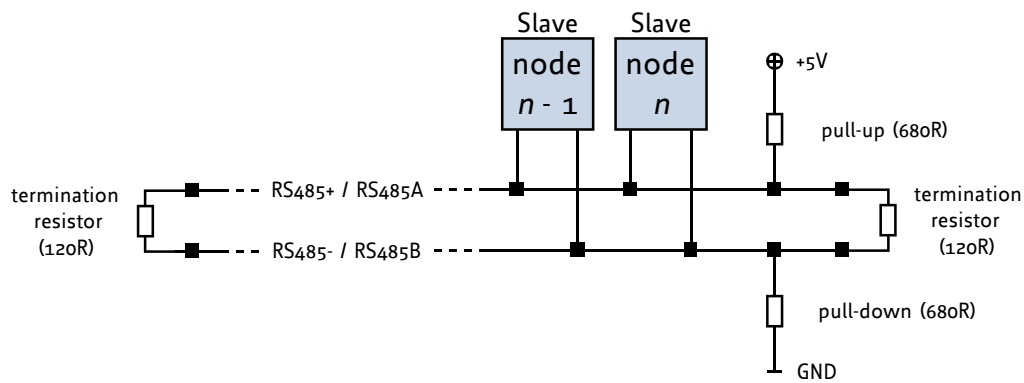 Slave
node
n - 1
Slave
node
n
+5V
pull-up (680R)
termination
resistor
(120R)
RS485+ / RS485A
RS485- / RS485B
termination
resistor
(120R)
pull-down (680R)
GND